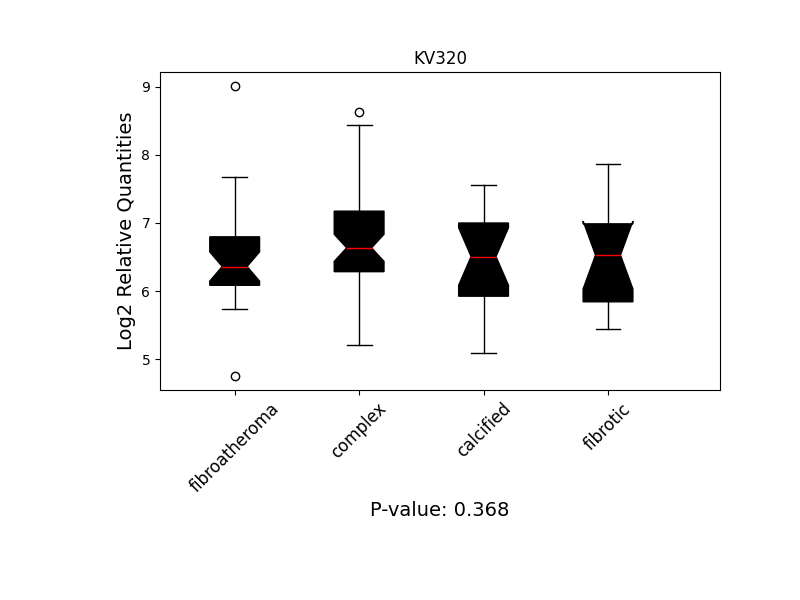 KV320
Log2 Relative Quantities
9
8
7
6
5
fibroatheroma
complex
calcified
fibrotic
P-value: 0.368